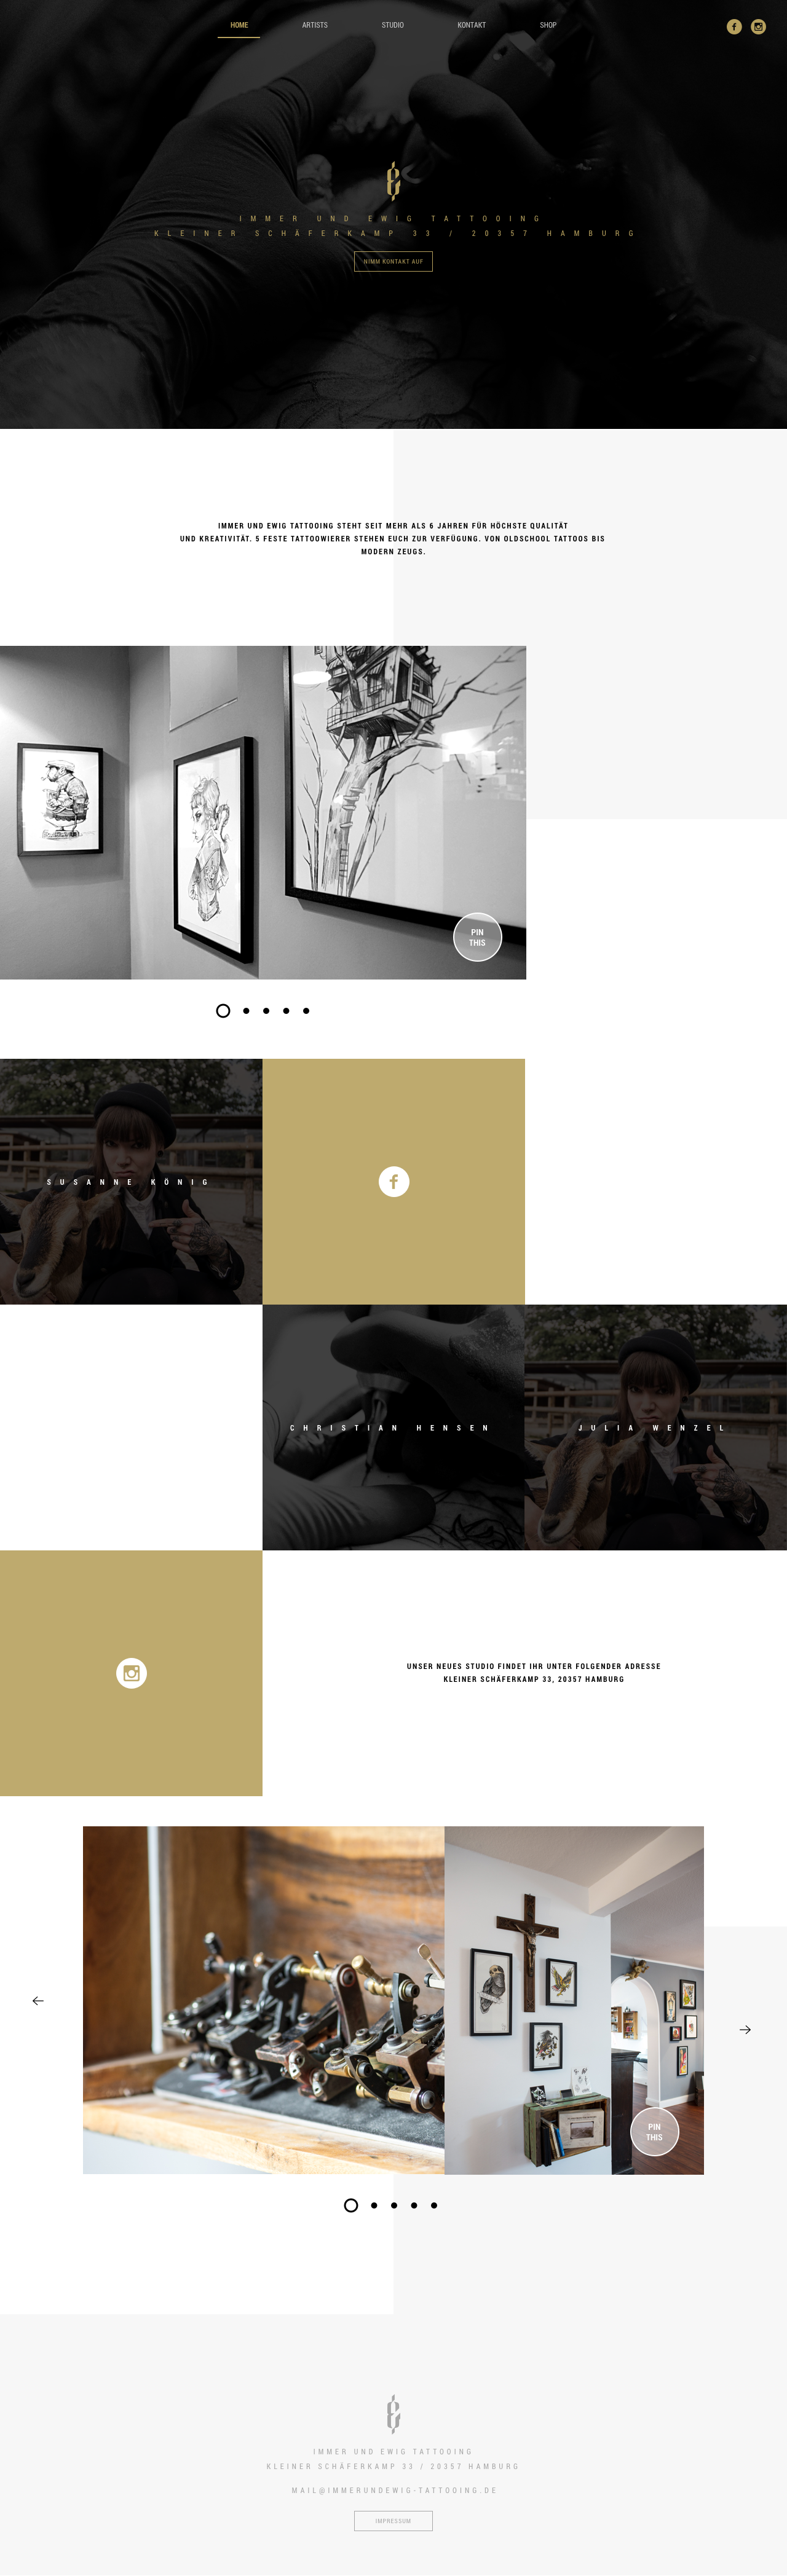 HOME
ARTISTS
STUDIO
KONTAKT
SHOP
IMMER UND EWIG TATTOOING
KLEINER SCHÄFERKAMP 33 / 20357 HAMBURG
NIMM KONTAKT AUF
IMMER UND EWIG TATTOOING STEHT SEIT MEHR ALS 6 JAHREN FÜR HÖCHSTE QUALITÄT
UND KREATIVITÄT. 5 FESTE TATTOOWIERER STEHEN EUCH ZUR VERFÜGUNG. VON OLDSCHOOL TATTOOS BIS
MODERN ZEUGS.
PIN
THIS
SUSANNE KÖNIG
CHRISTIAN HENSEN
JULIA WENZEL
UNSER NEUES STUDIO FINDET IHR UNTER FOLGENDER ADRESSE
KLEINER SCHÄFERKAMP 33, 20357 HAMBURG
PIN
THIS
IMMER UND EWIG TATTOOING
KLEINER SCHÄFERKAMP 33 / 20357 HAMBURG
MAIL@IMMERUNDEWIG-TATTOOING.DE
IMPRESSUM